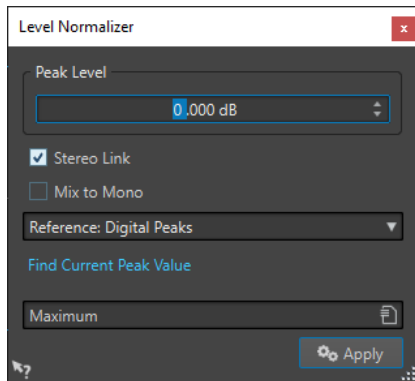 Level Normalizer
x
Peak Level
0.000 dB
Stereo Link
Mix to Mono
Reference: Digital Peaks
Find Current Peak Value
Maximum
Apply
?